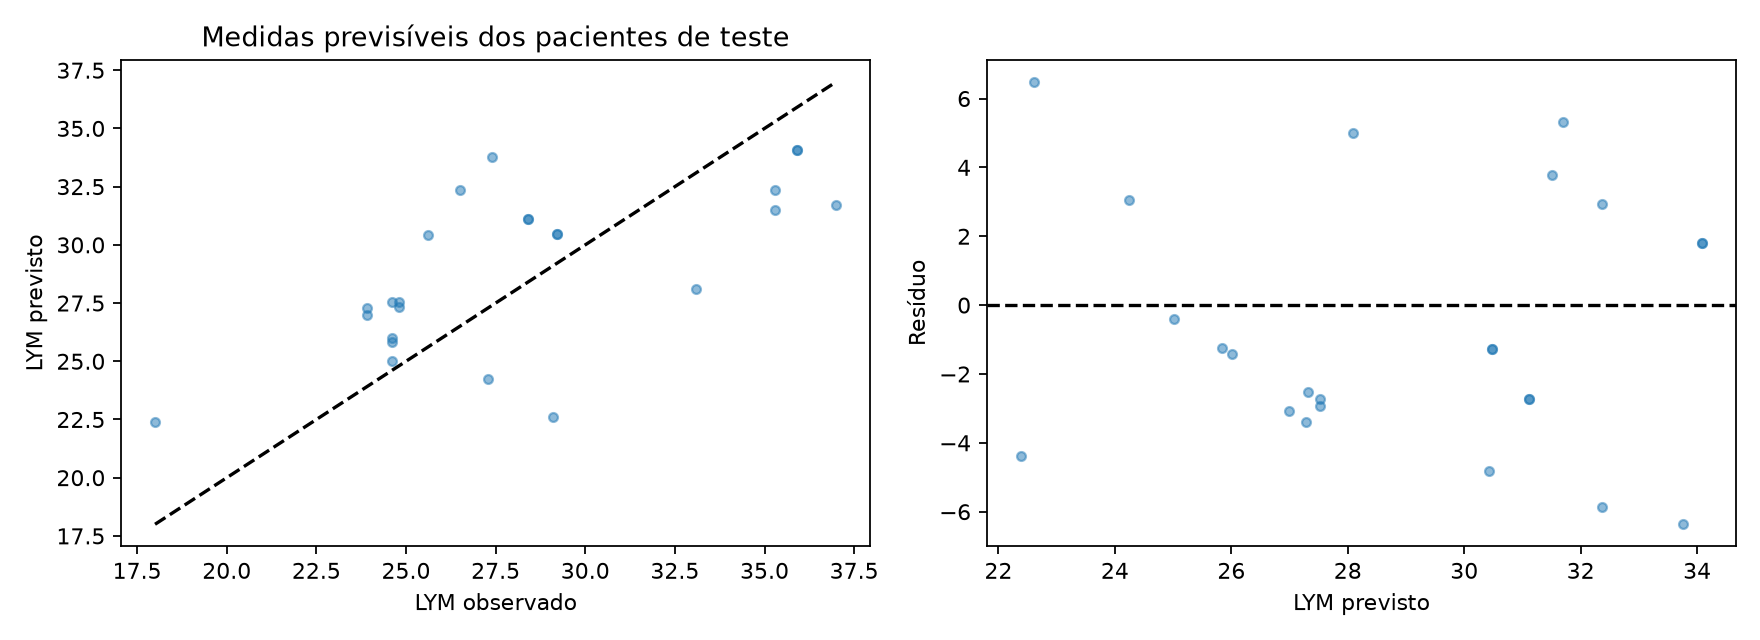 Medidas previsíveis dos pacientes de teste
37.5
35.0
32.5
30.0
27.5
25.0
22.5
20.0
17.5
LYM previsto
17.5 20.0 22.5 25.0 27.5 30.0 32.5 35.0 37.5
LYM observado
6
4
2
0
−2
−4
−6
Resíduo
22 24 26 28 30 32 34
LYM previsto